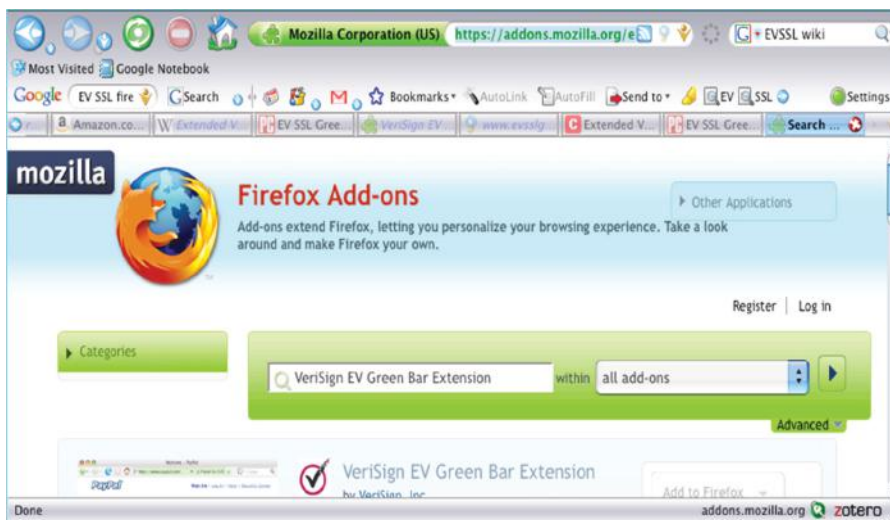 Mozilla Corporation (US) https://addons.mozilla.org/e EVSSL wiki
Most Visited Google Notebook
Google EV SSL fire Search Bookmarks AutoLink AutoFill Send to EV SSL Settings
Amazon.co... Extended V... EV SSL Gree... VeriSign EV... www.evsslg Extended V... EV SSL Gree... Search ...
mozilla
Firefox Add-ons
Other Applications
Add-ons extend Firefox, letting you personalize your browsing experience. Take a look
around and make Firefox your own.
Register | Log in
Categories
VeriSign EV Green Bar Extension within all add-ons
Advanced
PayPal
VeriSign EV Green Bar Extension
by VeriSign, Inc
Add to Firefox
Done addons.mozilla.org zotero